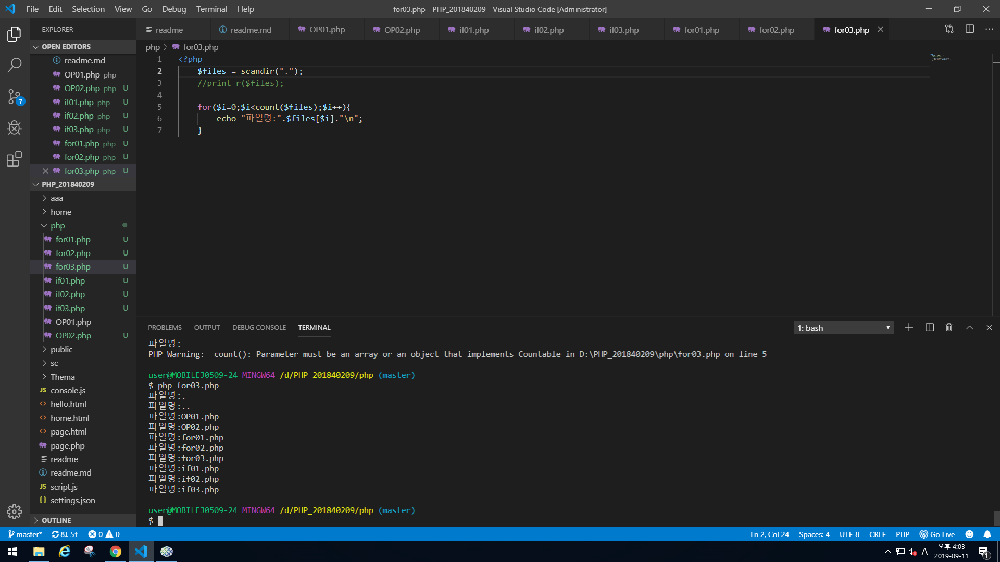 File Edit Selection View Go Debug Terminal Help
for03.php - PHP_201840209 - Visual Studio Code [Administrator]
EXPLORER
readme
readme.md
OP01.php
OP02.php
if01.php
if02.php
if03.php
for01.php
for02.php
for03.php
OPEN EDITORS
readme.md
OP01.php php
OP02.php php U
if01.php php U
if02.php php U
if03.php php U
for01.php php U
for02.php php U
for03.php php U
PHP_201840209
aaa
home
php
for01.php U
for02.php U
for03.php U
if01.php U
if02.php U
if03.php U
OP01.php
OP02.php U
public
sc
Thema
JS console.js
<> hello.html
<> home.html
<> page.html
page.php
readme
readme.md
JS script.js
{} settings.json
OUTLINE
7
php > for03.php
1 <?php
2 $files = scandir(".");
3 //print_r($files);
4
5 for($i=0;$i<count($files);$i++){
6 echo "파일명:".$files[$i]."\n";
7 }
PROBLEMS OUTPUT DEBUG CONSOLE TERMINAL
1: bash
파일명:
PHP Warning:  count(): Parameter must be an array or an object that implements Countable in D:\PHP_201840209\php\for03.php on line 5
user@MOBILEJ0509-24 MINGW64 /d/PHP_201840209/php (master)
$ php for03.php
파일명:.
파일명:..
파일명:OP01.php
파일명:OP02.php
파일명:for01.php
파일명:for02.php
파일명:for03.php
파일명:if01.php
파일명:if02.php
파일명:if03.php
user@MOBILEJ0509-24 MINGW64 /d/PHP_201840209/php (master)
$
master* 8↓ 5↑ 0 0
Ln 2, Col 24 Spaces: 4 UTF-8 CRLF PHP Go Live
A
오후 4:03
2019-09-11
1